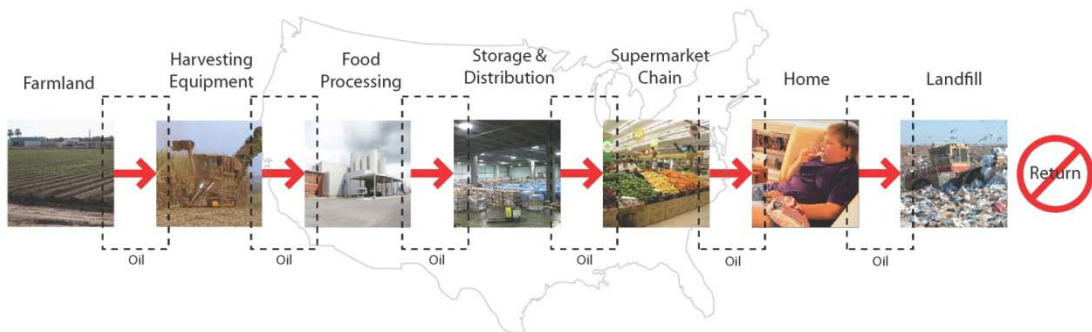 Farmland
Harvesting
Equipment
Food
Processing
Storage &
Distribution
Supermarket
Chain
Home
Landfill
Return
Oil
Oil
Oil
Oil
Oil
Oil